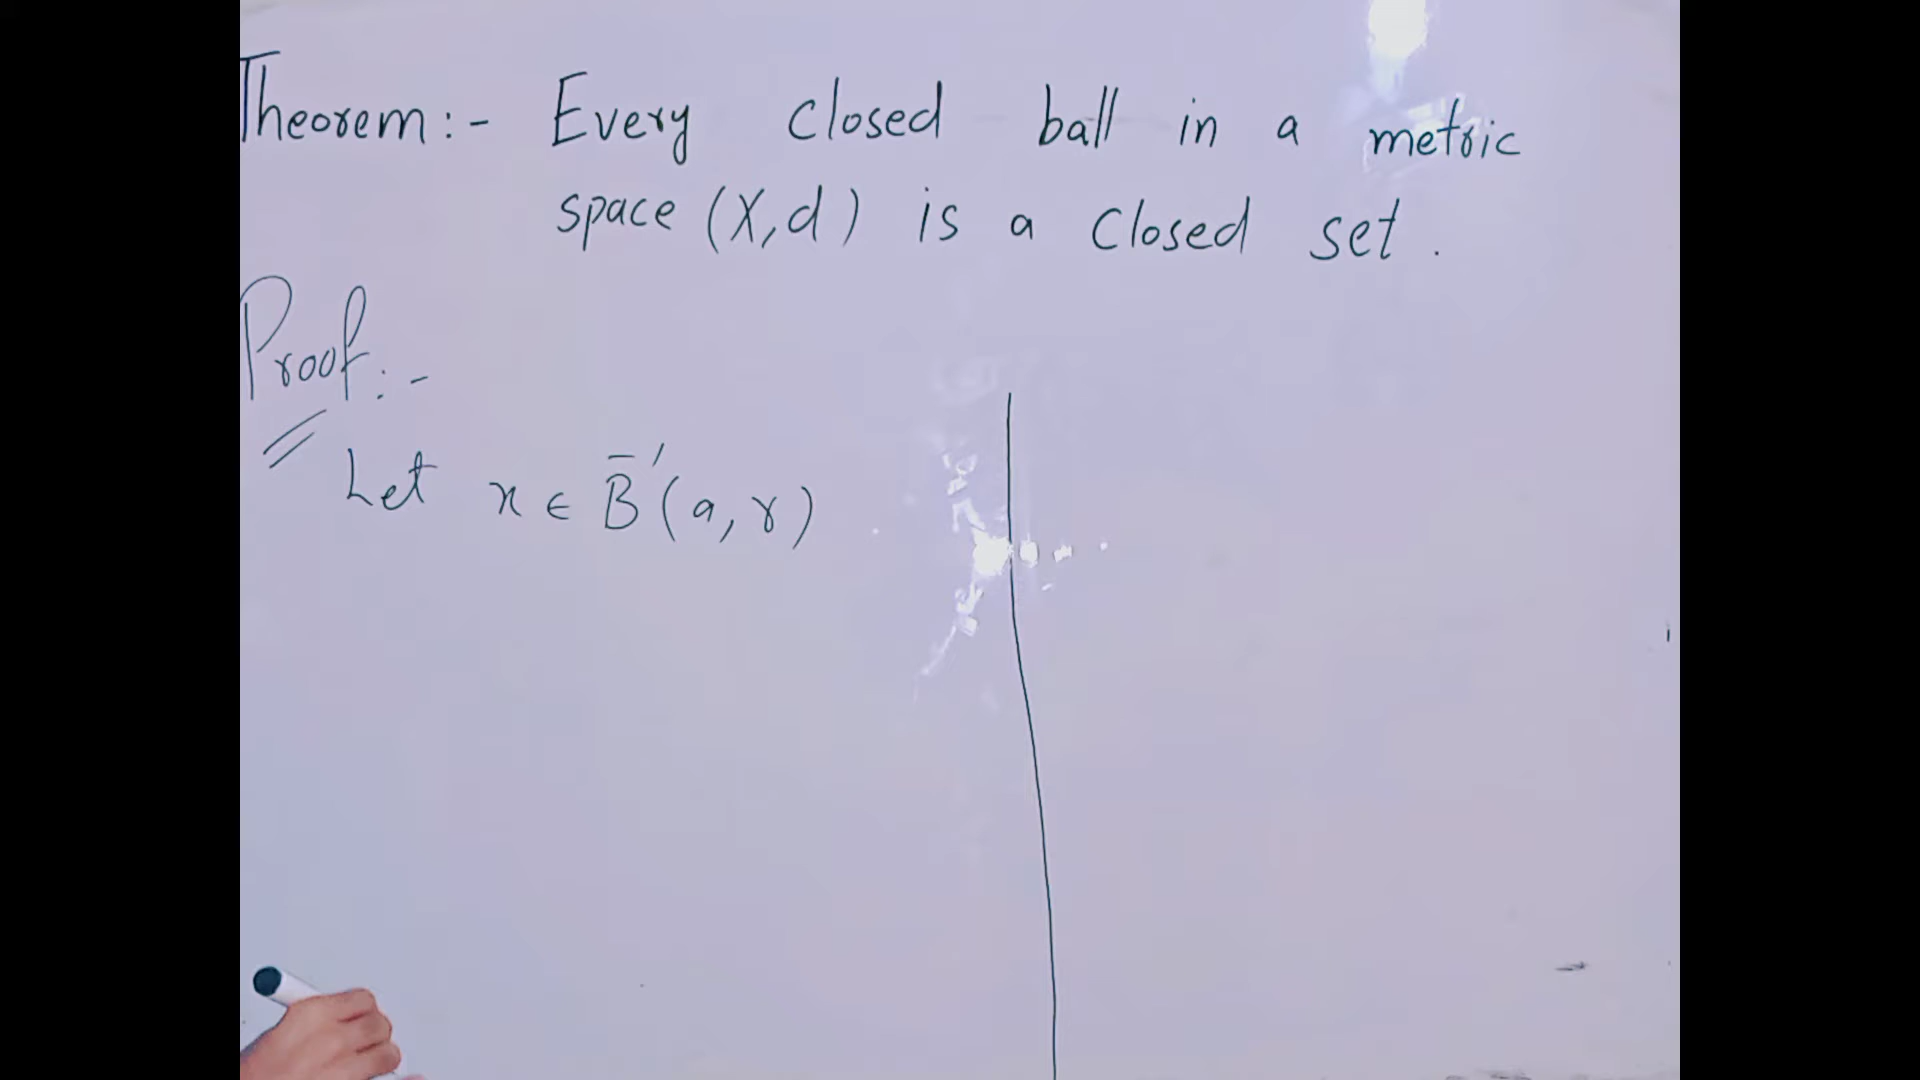 Theorem:- Every closed ball in a metric
space (X,d) is a closed set.
Proof:-
Let x ∈ B̄′(a,r)